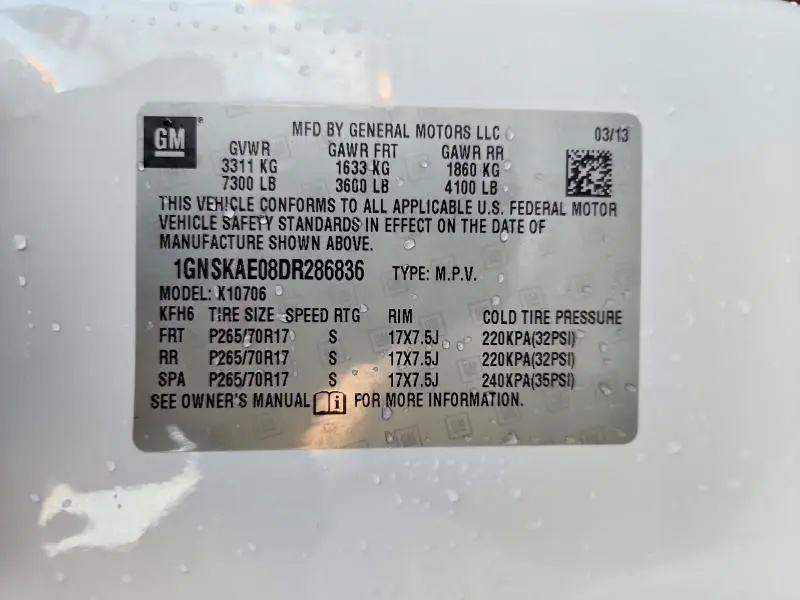 GM
MFD BY GENERAL MOTORS LLC 03/13
GVWR GAWR FRT GAWR RR
3311 KG 1633 KG 1860 KG
7300 LB 3600 LB 4100 LB
THIS VEHICLE CONFORMS TO ALL APPLICABLE U.S. FEDERAL MOTOR
VEHICLE SAFETY STANDARDS IN EFFECT ON THE DATE OF
MANUFACTURE SHOWN ABOVE.
1GNSKAE08DR286836 TYPE: M.P.V.
MODEL: X10706
KFH6 TIRE SIZE SPEED RTG RIM COLD TIRE PRESSURE
FRT P265/70R17 S 17X7.5J 220KPA(32PSI)
RR P265/70R17 S 17X7.5J 220KPA(32PSI)
SPA P265/70R17 S 17X7.5J 240KPA(35PSI)
SEE OWNER'S MANUAL i FOR MORE INFORMATION.